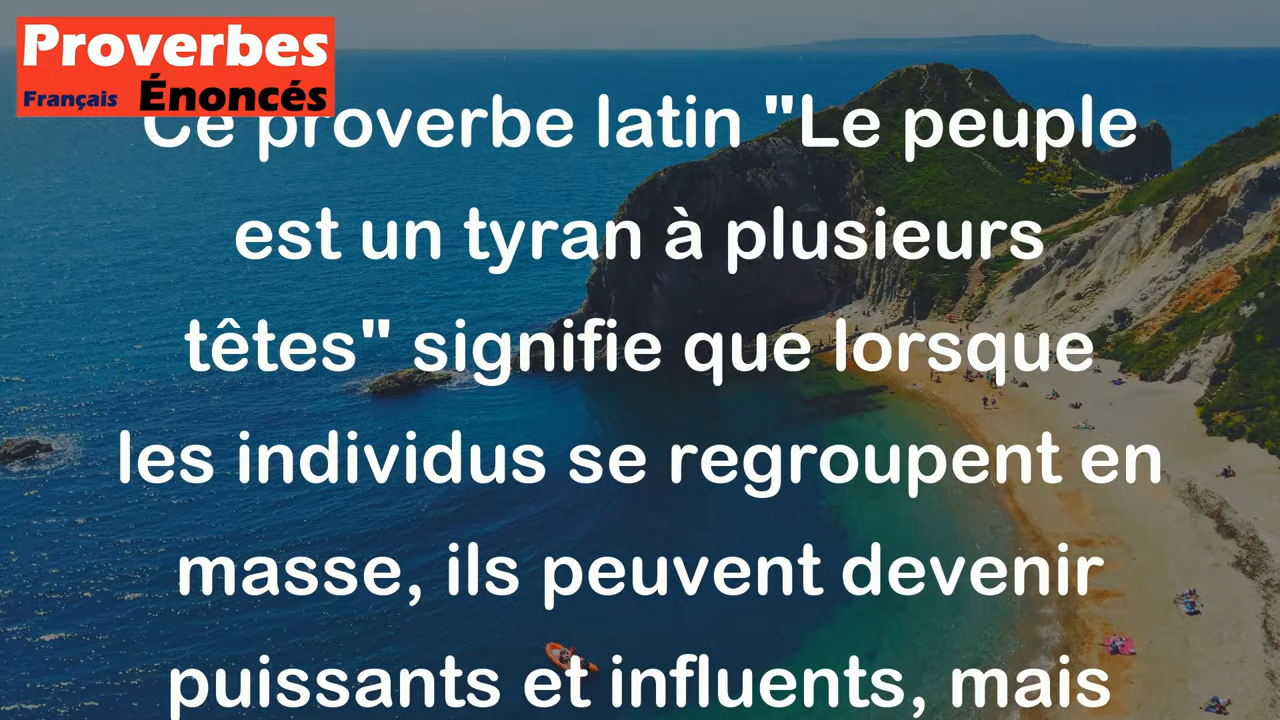 Proverbes
Français Énoncés
Ce proverbe latin "Le peuple
est un tyran à plusieurs
têtes" signifie que lorsque
les individus se regroupent en
masse, ils peuvent devenir
puissants et influents, mais